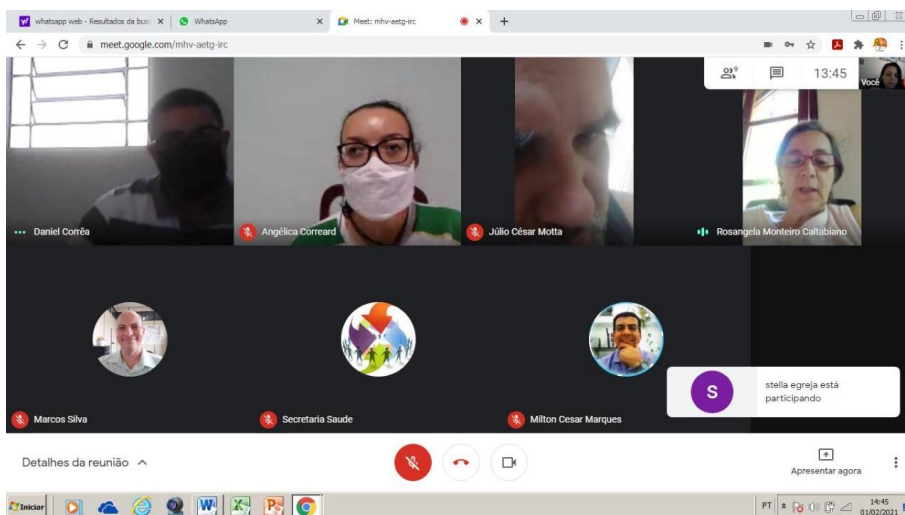 whatsapp web - Resultados da bus
WhatsApp
Meet: mhv-aetg-irc
meet.google.com/mhv-aetg-irc
9
13:45
Você
Daniel Corrêa
Angélica Correard
Júlio César Motta
Rosangela Monteiro Caltabiano
Marcos Silva
Secretaria Saude
Milton Cesar Marques
S
stella egreja está
participando
Detalhes da reunião
Apresentar agora
Iniciar
PT
14:45
01/02/2021